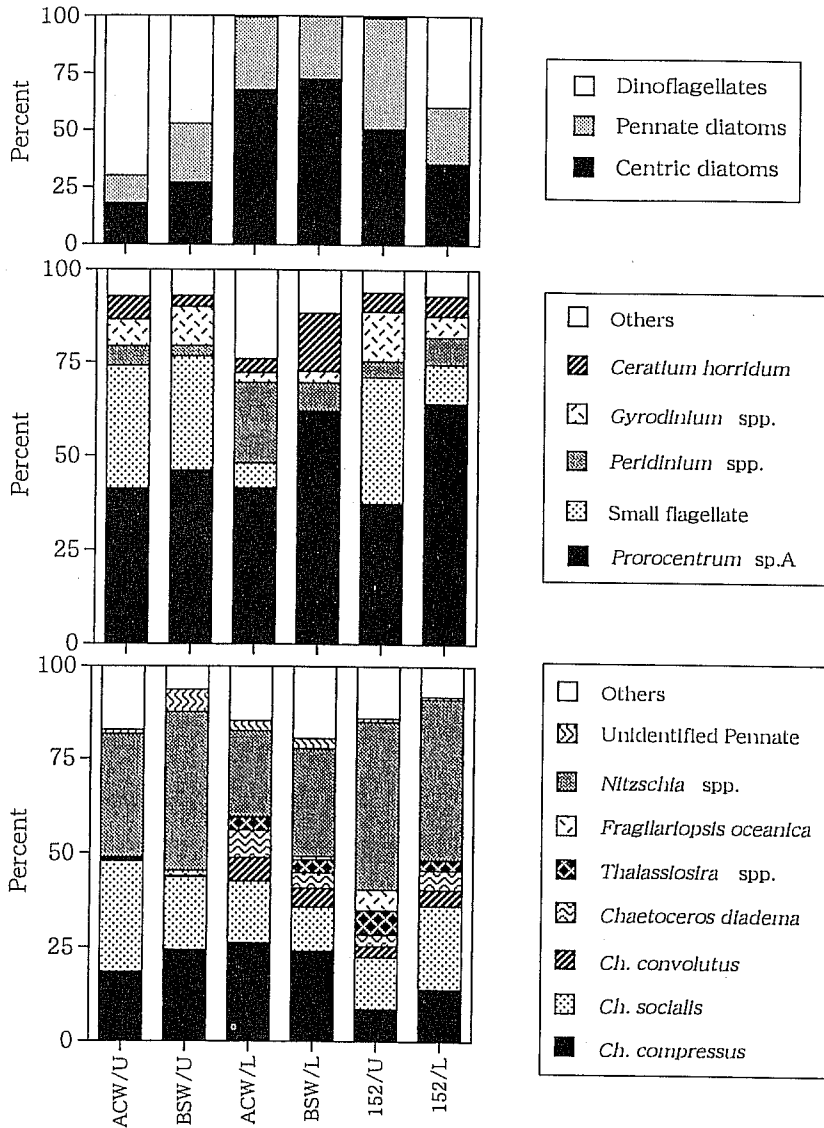 Percent
100
75
50
25
0
Dinoflagellates
Pennate diatoms
Centric diatoms
Percent
100
75
50
25
0
Others
Ceratium horridum
Gyrodinium spp.
Peridinium spp.
Small flagellate
Prorocentrum sp.A
Percent
100
75
50
25
0
Others
Unidentified Pennate
Nitzschia spp.
Fragilariopsis oceanica
Thalassiosira spp.
Chaetoceros diadema
Ch. convolutus
Ch. socialis
Ch. compressus
ACW/U
BSW/U
ACW/L
BSW/L
152/U
152/L